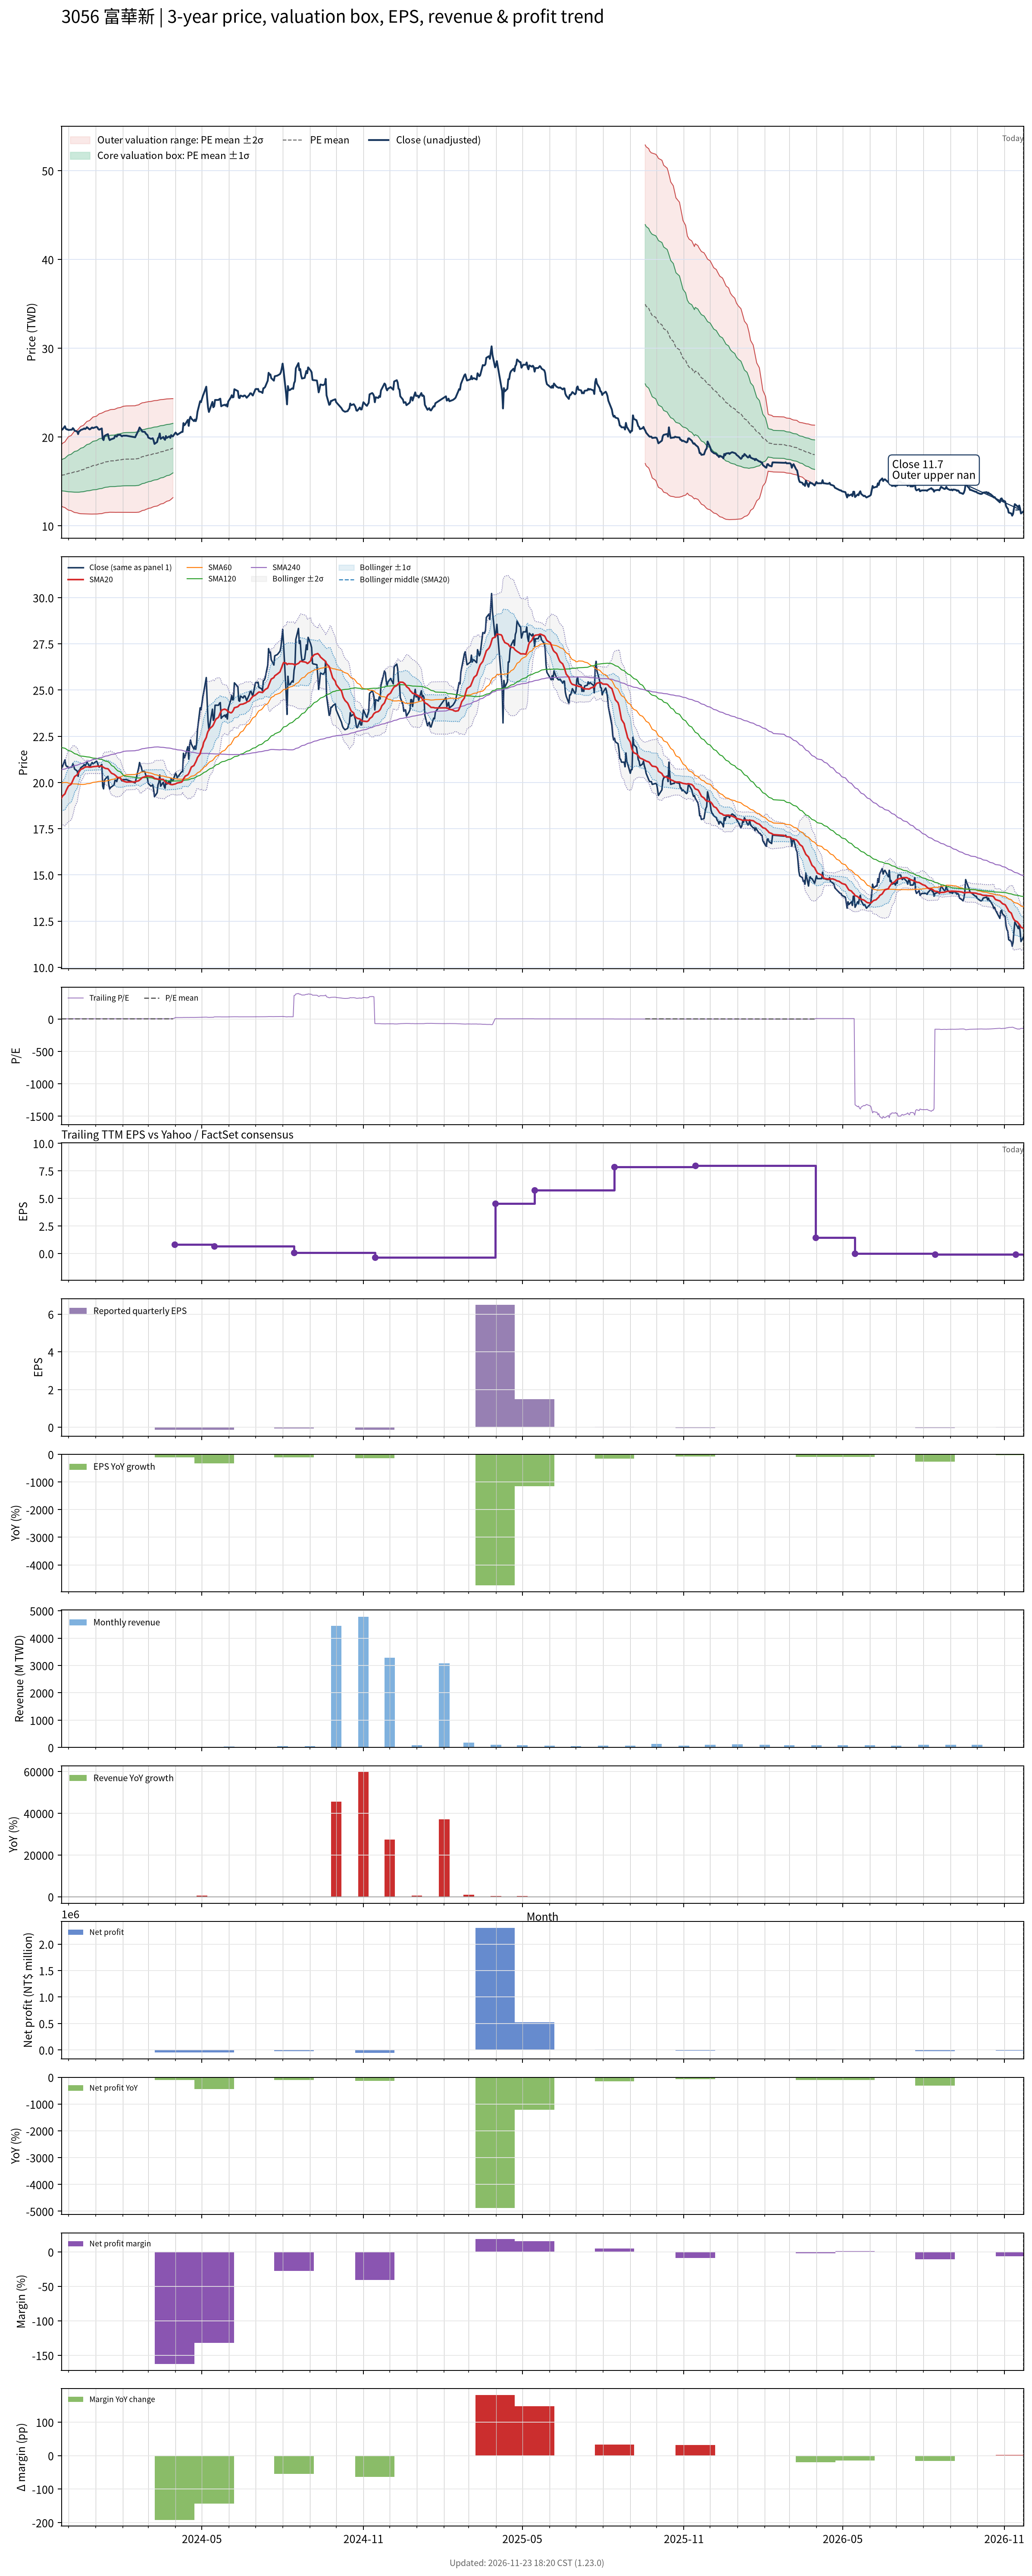 3056 富華新 | 3-year price, valuation box, EPS, revenue & profit trend
Outer valuation range: PE mean ±2σ
Core valuation box: PE mean ±1σ
PE mean
Close (unadjusted)
Today
50
40
30
20
10
Price (TWD)
Close 11.7
Outer upper nan
Close (same as panel 1)
SMA20
SMA60
SMA120
SMA240
Bollinger ±2σ
Bollinger ±1σ
Bollinger middle (SMA20)
30.0
27.5
25.0
22.5
20.0
17.5
15.0
12.5
10.0
Price
Trailing P/E
P/E mean
0
-500
-1000
-1500
P/E
Trailing TTM EPS vs Yahoo / FactSet consensus
Today
10.0
7.5
5.0
2.5
0.0
EPS
Reported quarterly EPS
6
4
2
0
EPS
EPS YoY growth
0
-1000
-2000
-3000
-4000
YoY (%)
Monthly revenue
5000
4000
3000
2000
1000
0
Revenue (M TWD)
Revenue YoY growth
60000
40000
20000
0
YoY (%)
Month
1e6
Net profit
2.0
1.5
1.0
0.5
0.0
Net profit (NT$ million)
Net profit YoY
0
-1000
-2000
-3000
-4000
-5000
YoY (%)
Net profit margin
0
-50
-100
-150
Margin (%)
Margin YoY change
100
0
-100
-200
Δ margin (pp)
2024-05
2024-11
2025-05
2025-11
2026-05
2026-11
Updated: 2026-11-23 18:20 CST (1.23.0)